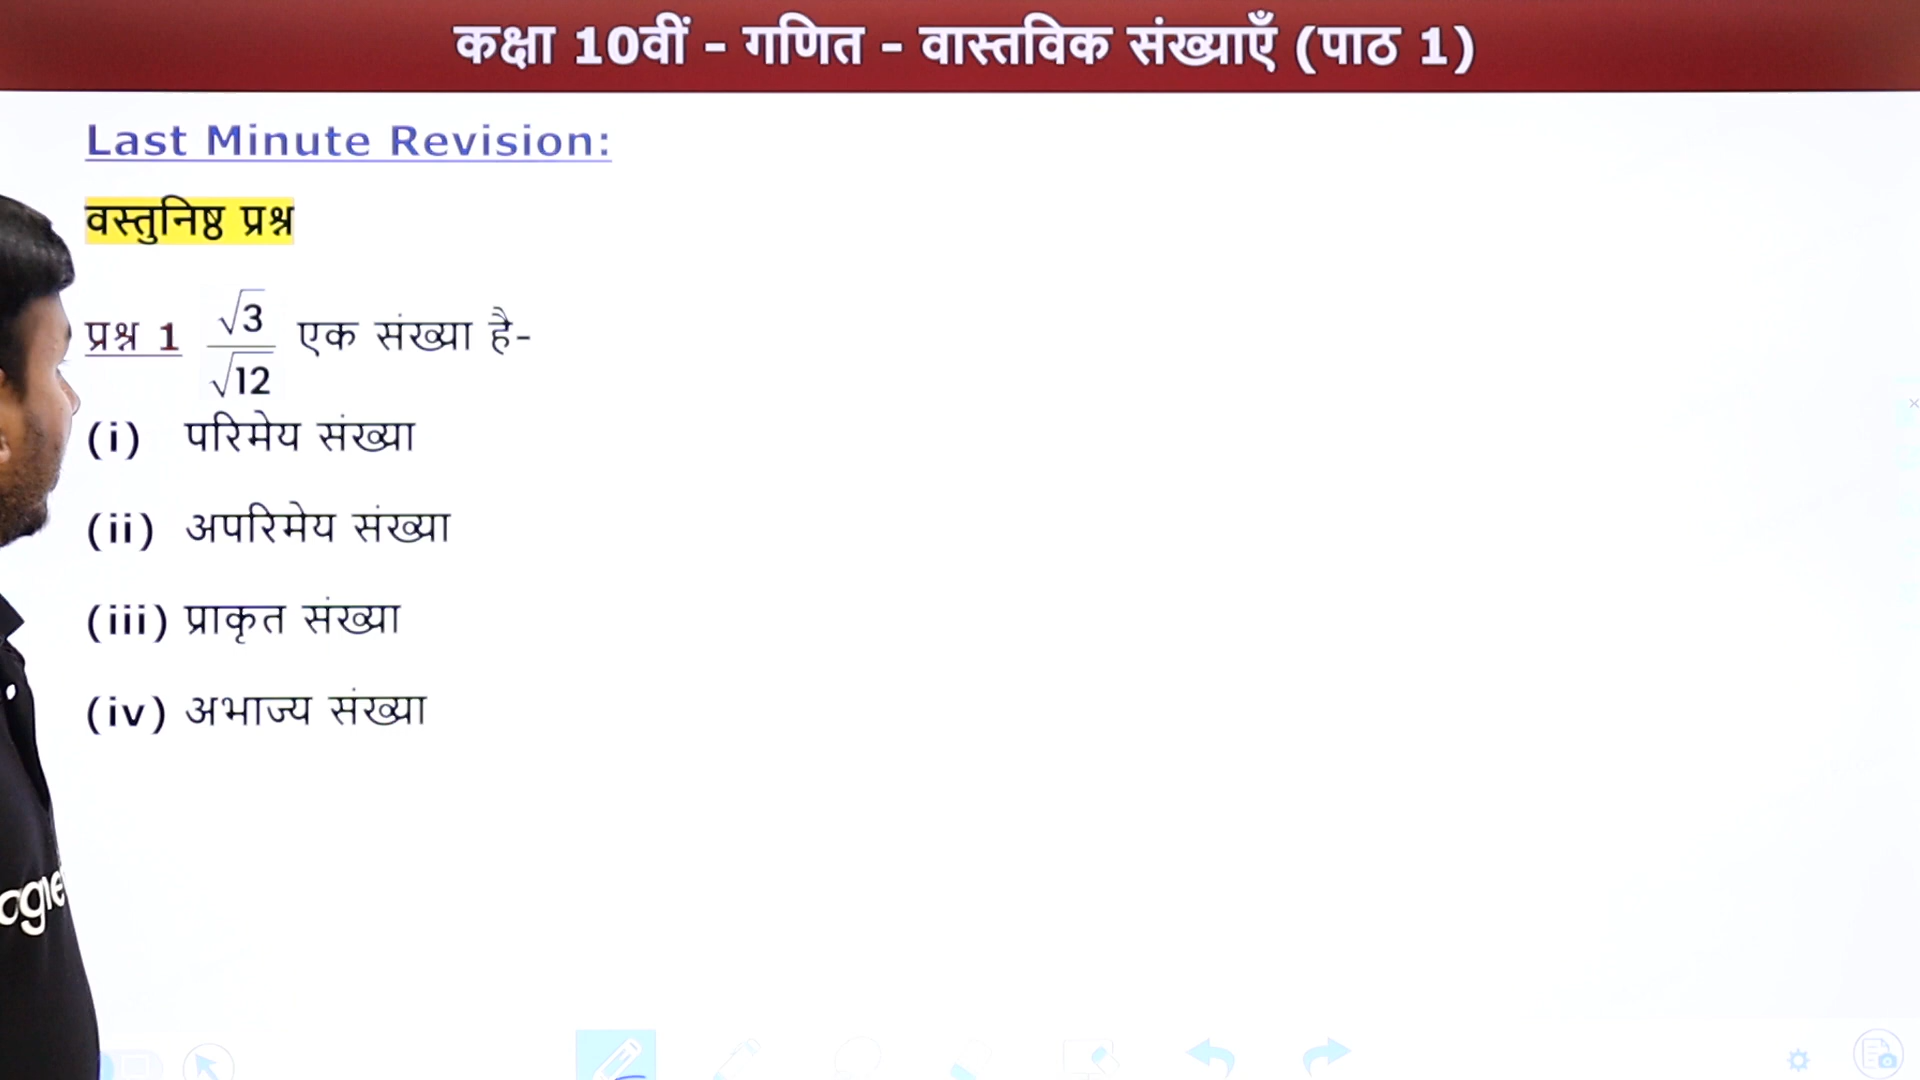 कक्षा 10वीं - गणित - वास्तविक संख्याएँ (पाठ 1)
Last Minute Revision:
वस्तुनिष्ठ प्रश्न
प्रश्न 1 √3/√12 एक संख्या है-
(i) परिमेय संख्या
(ii) अपरिमेय संख्या
(iii) प्राकृत संख्या
(iv) अभाज्य संख्या